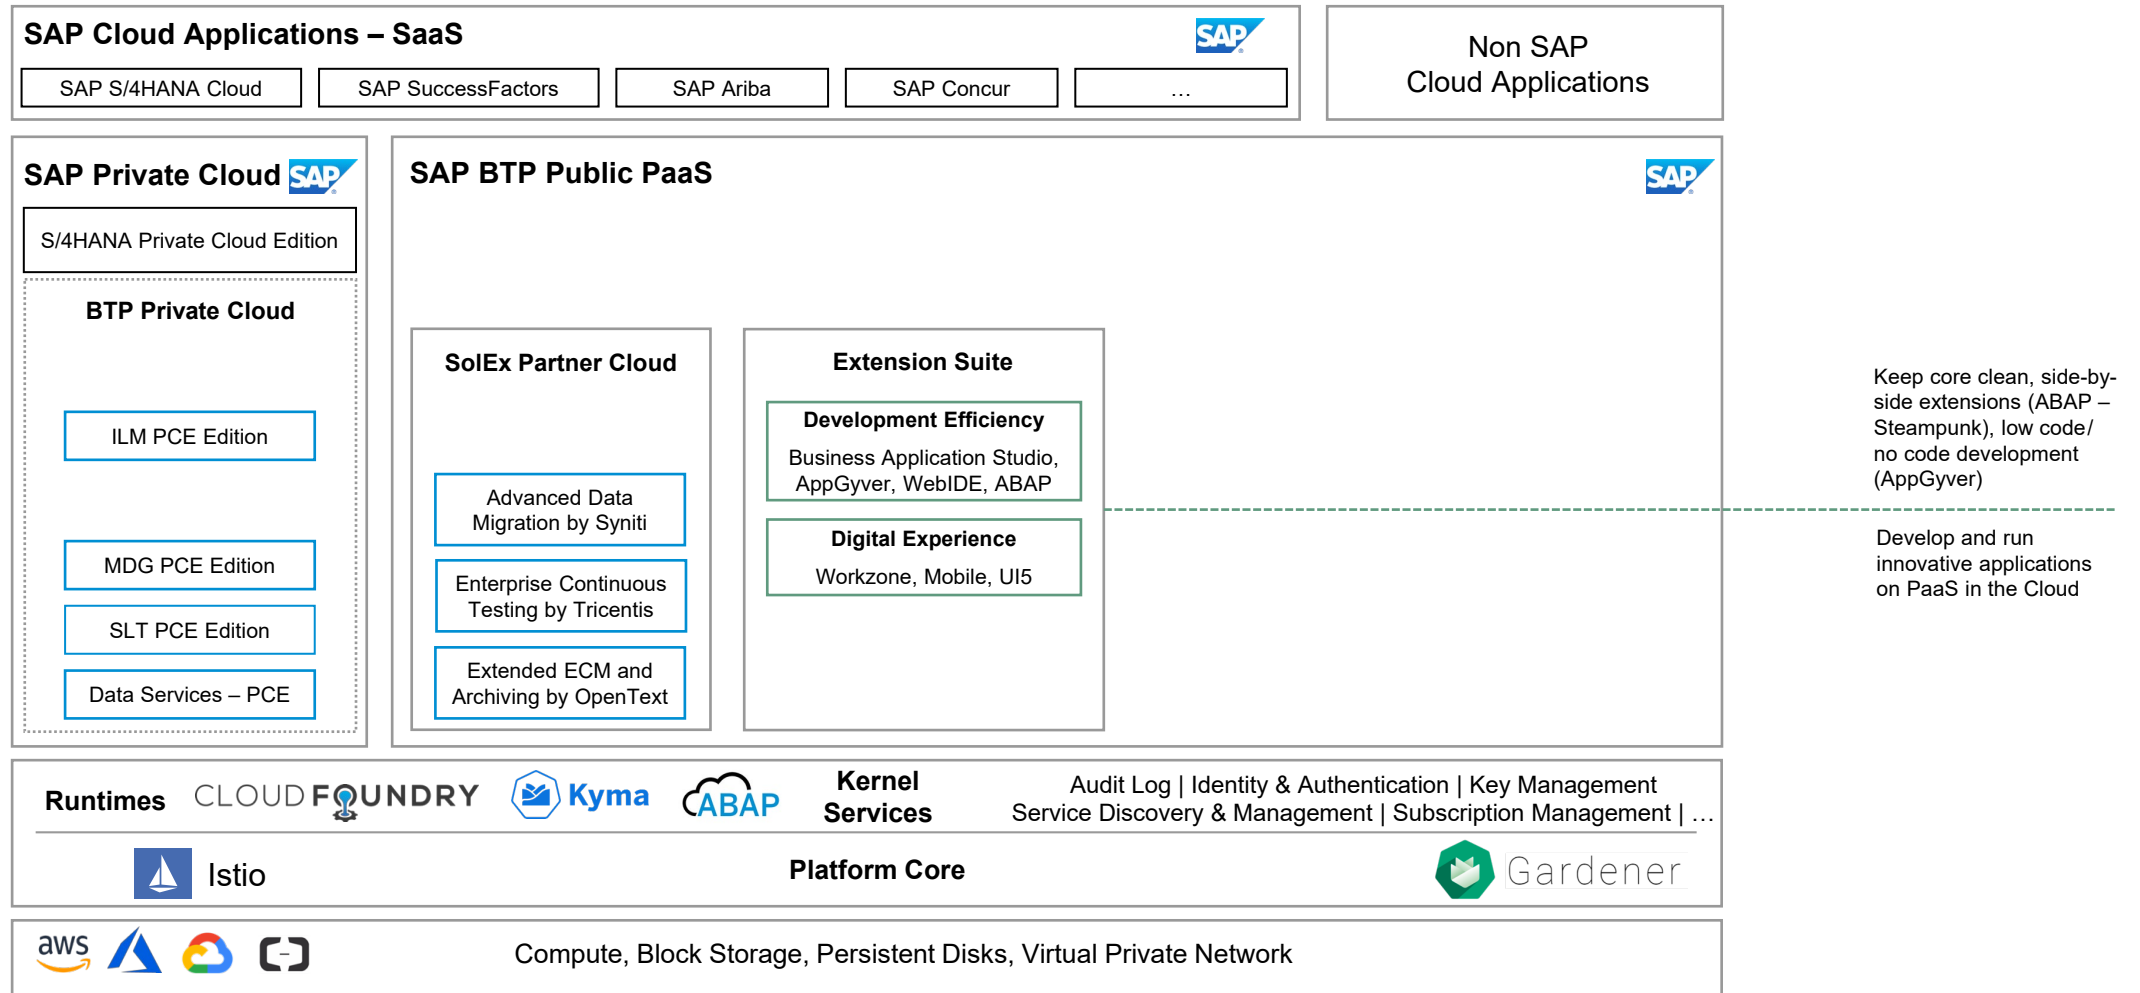 SAP Cloud Applications – SaaS
SAP
SAP S/4HANA Cloud
SAP SuccessFactors
SAP Ariba
SAP Concur
…
Non SAP
Cloud Applications
SAP Private Cloud
SAP
S/4HANA Private Cloud Edition
BTP Private Cloud
ILM PCE Edition
MDG PCE Edition
SLT PCE Edition
Data Services – PCE
SAP BTP Public PaaS
SAP
SolEx Partner Cloud
Advanced Data
Migration by Syniti
Enterprise Continuous
Testing by Tricentis
Extended ECM and
Archiving by OpenText
Extension Suite
Development Efficiency
Business Application Studio,
AppGyver, WebIDE, ABAP
Digital Experience
Workzone, Mobile, UI5
Keep core clean, side-by-
side extensions (ABAP –
Steampunk), low code/
no code development
(AppGyver)
Develop and run
innovative applications
on PaaS in the Cloud
Runtimes
CLOUD FOUNDRY
Kyma
ABAP
Kernel
Services
Audit Log | Identity & Authentication | Key Management
Service Discovery & Management | Subscription Management | …
Istio
Platform Core
Gardener
aws
Compute, Block Storage, Persistent Disks, Virtual Private Network